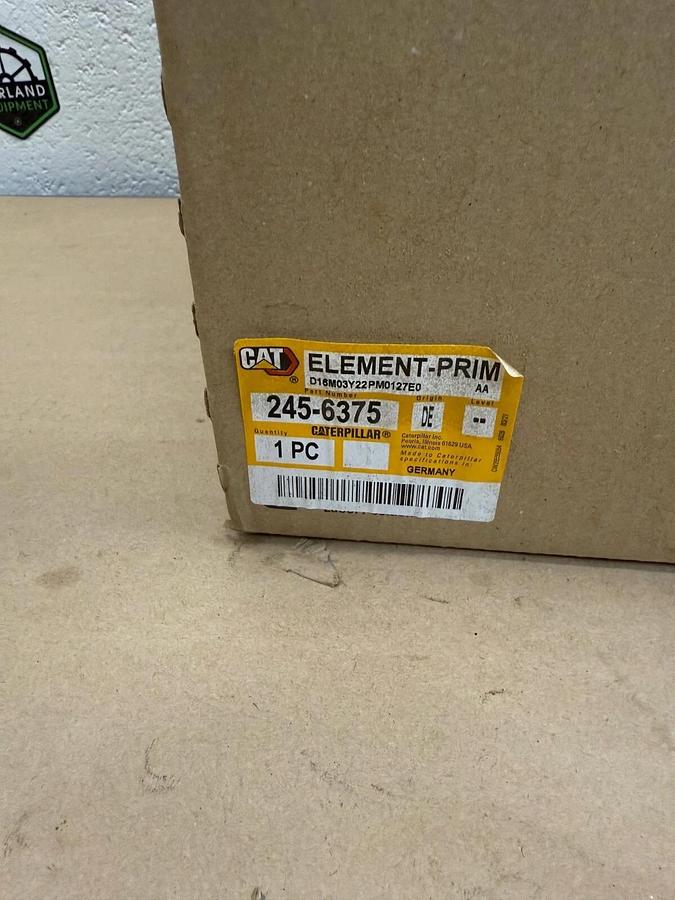 RLAND
IPMENT
CAT®
ELEMENT-PRIM
D16M03Y22PM0127E0 AA
Part Number Origin Level
245-6375 DE --
Quantity CATERPILLAR®
1 PC
Caterpillar Inc.
Peoria, Illinois 61629 USA
www.cat.com
Made to Caterpillar
specifications in:
GERMANY